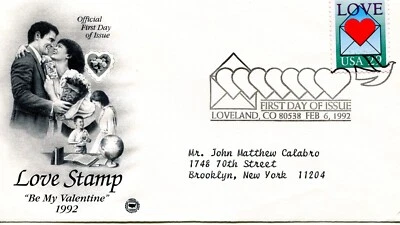 Official
First Day
of Issue
LOVE
USA 29
FIRST DAY OF ISSUE
LOVELAND, CO 80538 FEB 6, 1992
Mr. John Matthew Calabro
1748 70th Street
Brooklyn, New York 11204
Love Stamp
"Be My Valentine"
1992